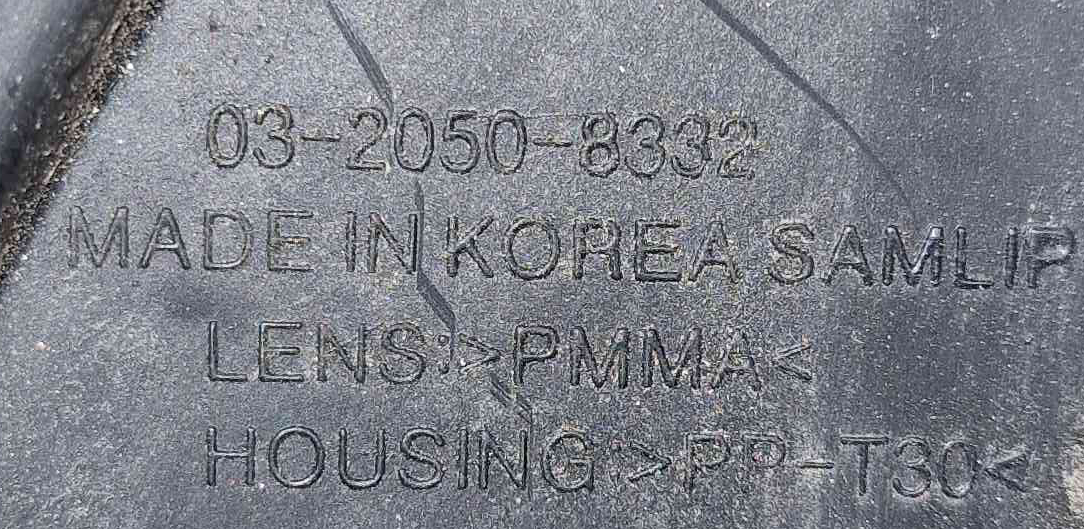 03-2050-8332
MADE IN KOREA SAMLIP
LENS:>PMMA<
HOUSING >PP-T30<